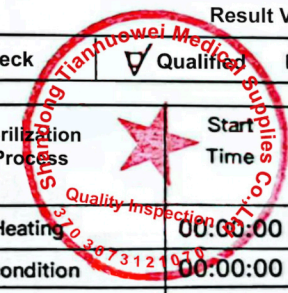 Result V
eck
Qualified
Shandong Tiannuowei Medical Supplies Co.,Ltd
rilization
Process
Start
Time
Quality Inspection
Heating
00:00:00
370 3673121070
ondition
00:00:00